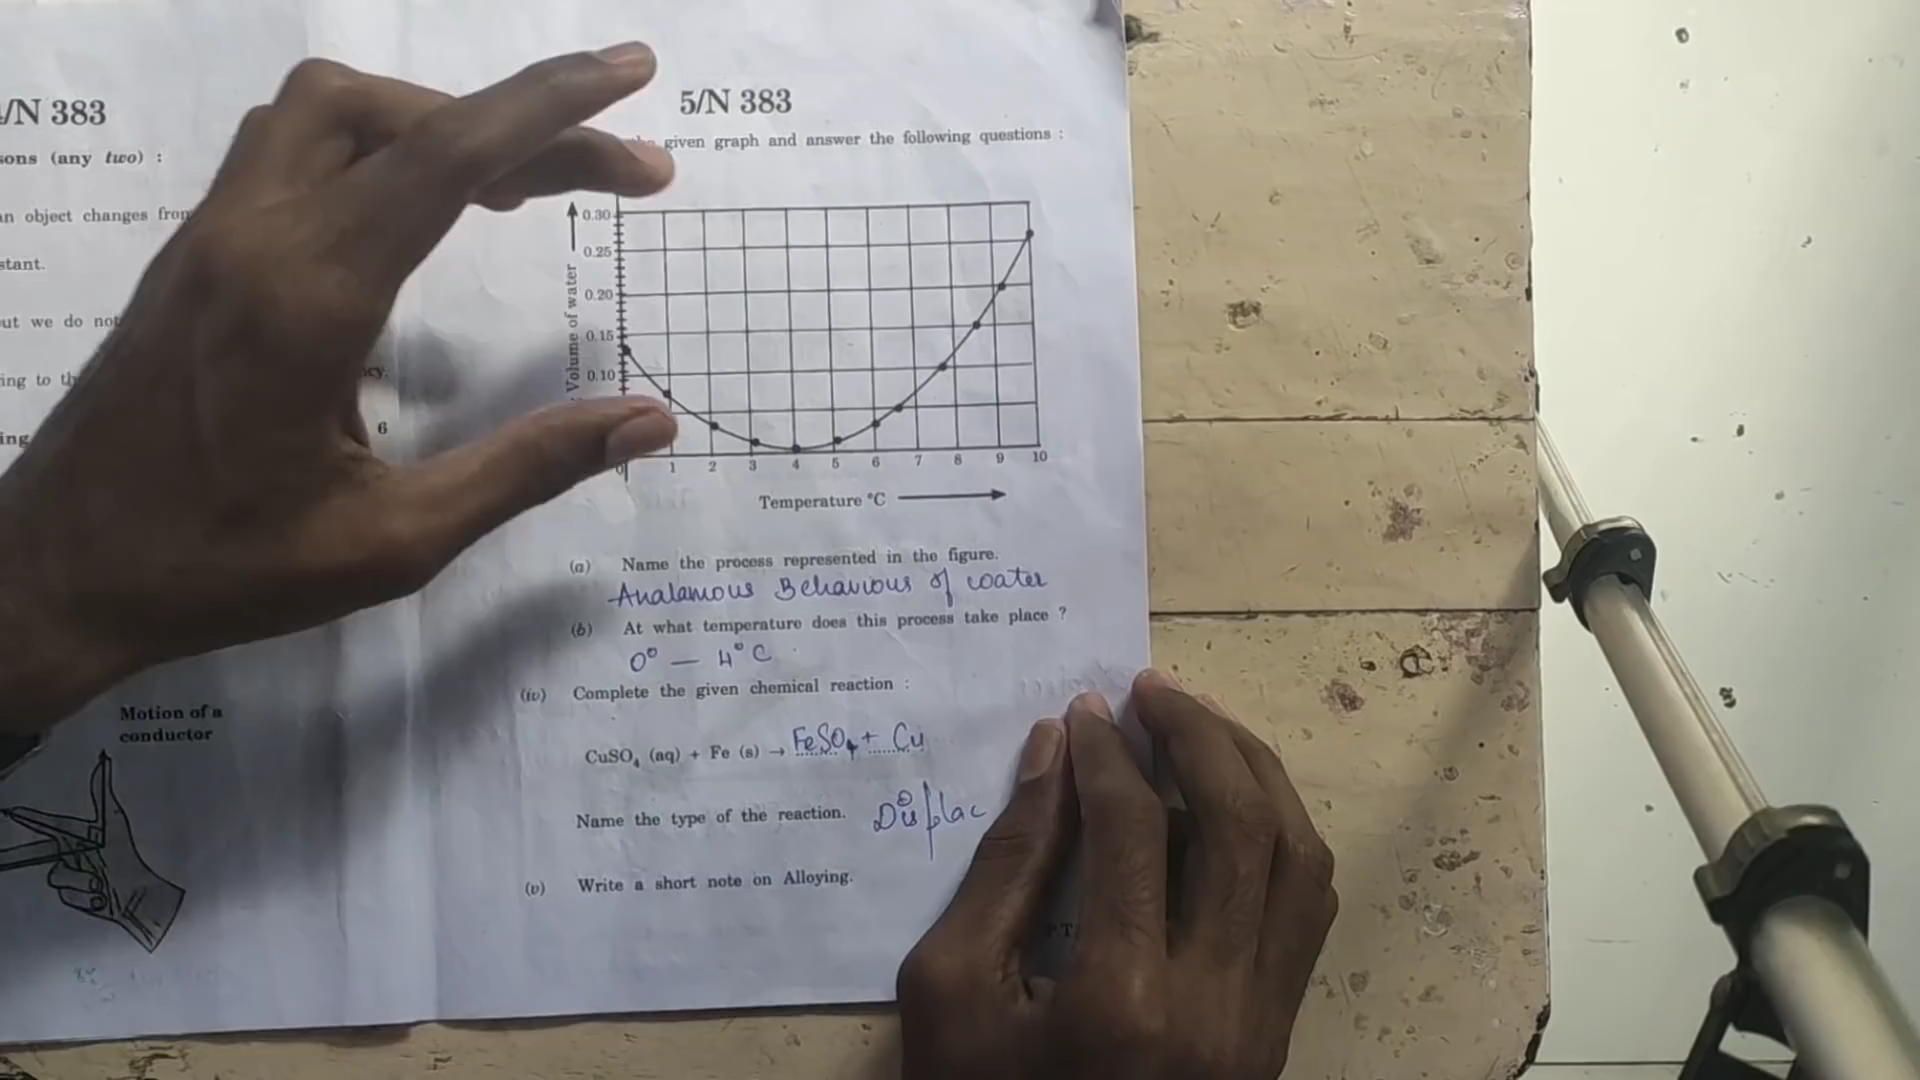 /N 383
sons (any two) :
an object changes from
stant.
but we do not
ing to th
ncy.
ing
6
Motion of a
conductor
5/N 383
given graph and answer the following questions :
0.30
0.25
0.20
0.15
0.10
Volume of water
0 1 2 3 4 5 6 7 8 9 10
Temperature °C
(a) Name the process represented in the figure.
Analamous Behavious of water
(b) At what temperature does this process take place ?
0° — 4° C
(iv) Complete the given chemical reaction :
CuSO₄ (aq) + Fe (s) → FeSO₄ + Cu
Name the type of the reaction. Displac
(v) Write a short note on Alloying.